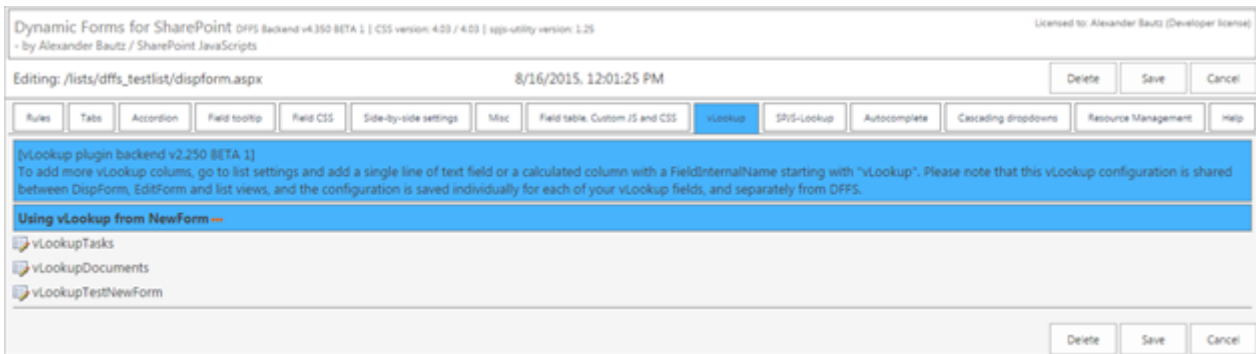 Dynamic Forms for SharePoint DFFS Backend v4.350 BETA 1 | CSS version: 4.03 / 4.03 | spjs-utility version: 1.25
Licensed to: Alexander Bautz (Developer license)
- by Alexander Bautz / SharePoint JavaScripts
Editing: /lists/dffs_testlist/dispform.aspx 8/16/2015, 12:01:25 PM Delete Save Cancel
Rules Tabs Accordion Field tooltip Field CSS Side-by-side settings Misc Field table, Custom JS and CSS vLookup SPJS-Lookup Autocomplete Cascading dropdowns Resource Management Help
[vLookup plugin backend v2.250 BETA 1]
To add more vLookup colums, go to list settings and add a single line of text field or a calculated column with a FieldInternalName starting with "vLookup". Please note that this vLookup configuration is shared
between DispForm, EditForm and list views, and the configuration is saved individually for each of your vLookup fields, and separately from DFFS.
Using vLookup from NewForm
vLookupTasks
vLookupDocuments
vLookupTestNewForm
Delete Save Cancel